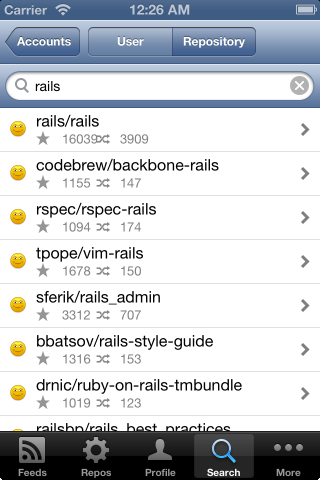 Carrier 12:26 AM
Accounts User Repository
rails
rails/rails
16039 3909
codebrew/backbone-rails
1155 147
rspec/rspec-rails
1094 174
tpope/vim-rails
1678 150
sferik/rails_admin
3312 707
bbatsov/rails-style-guide
1316 153
drnic/ruby-on-rails-tmbundle
1019 123
railsbp/rails_best_practices
Feeds Repos Profile Search More